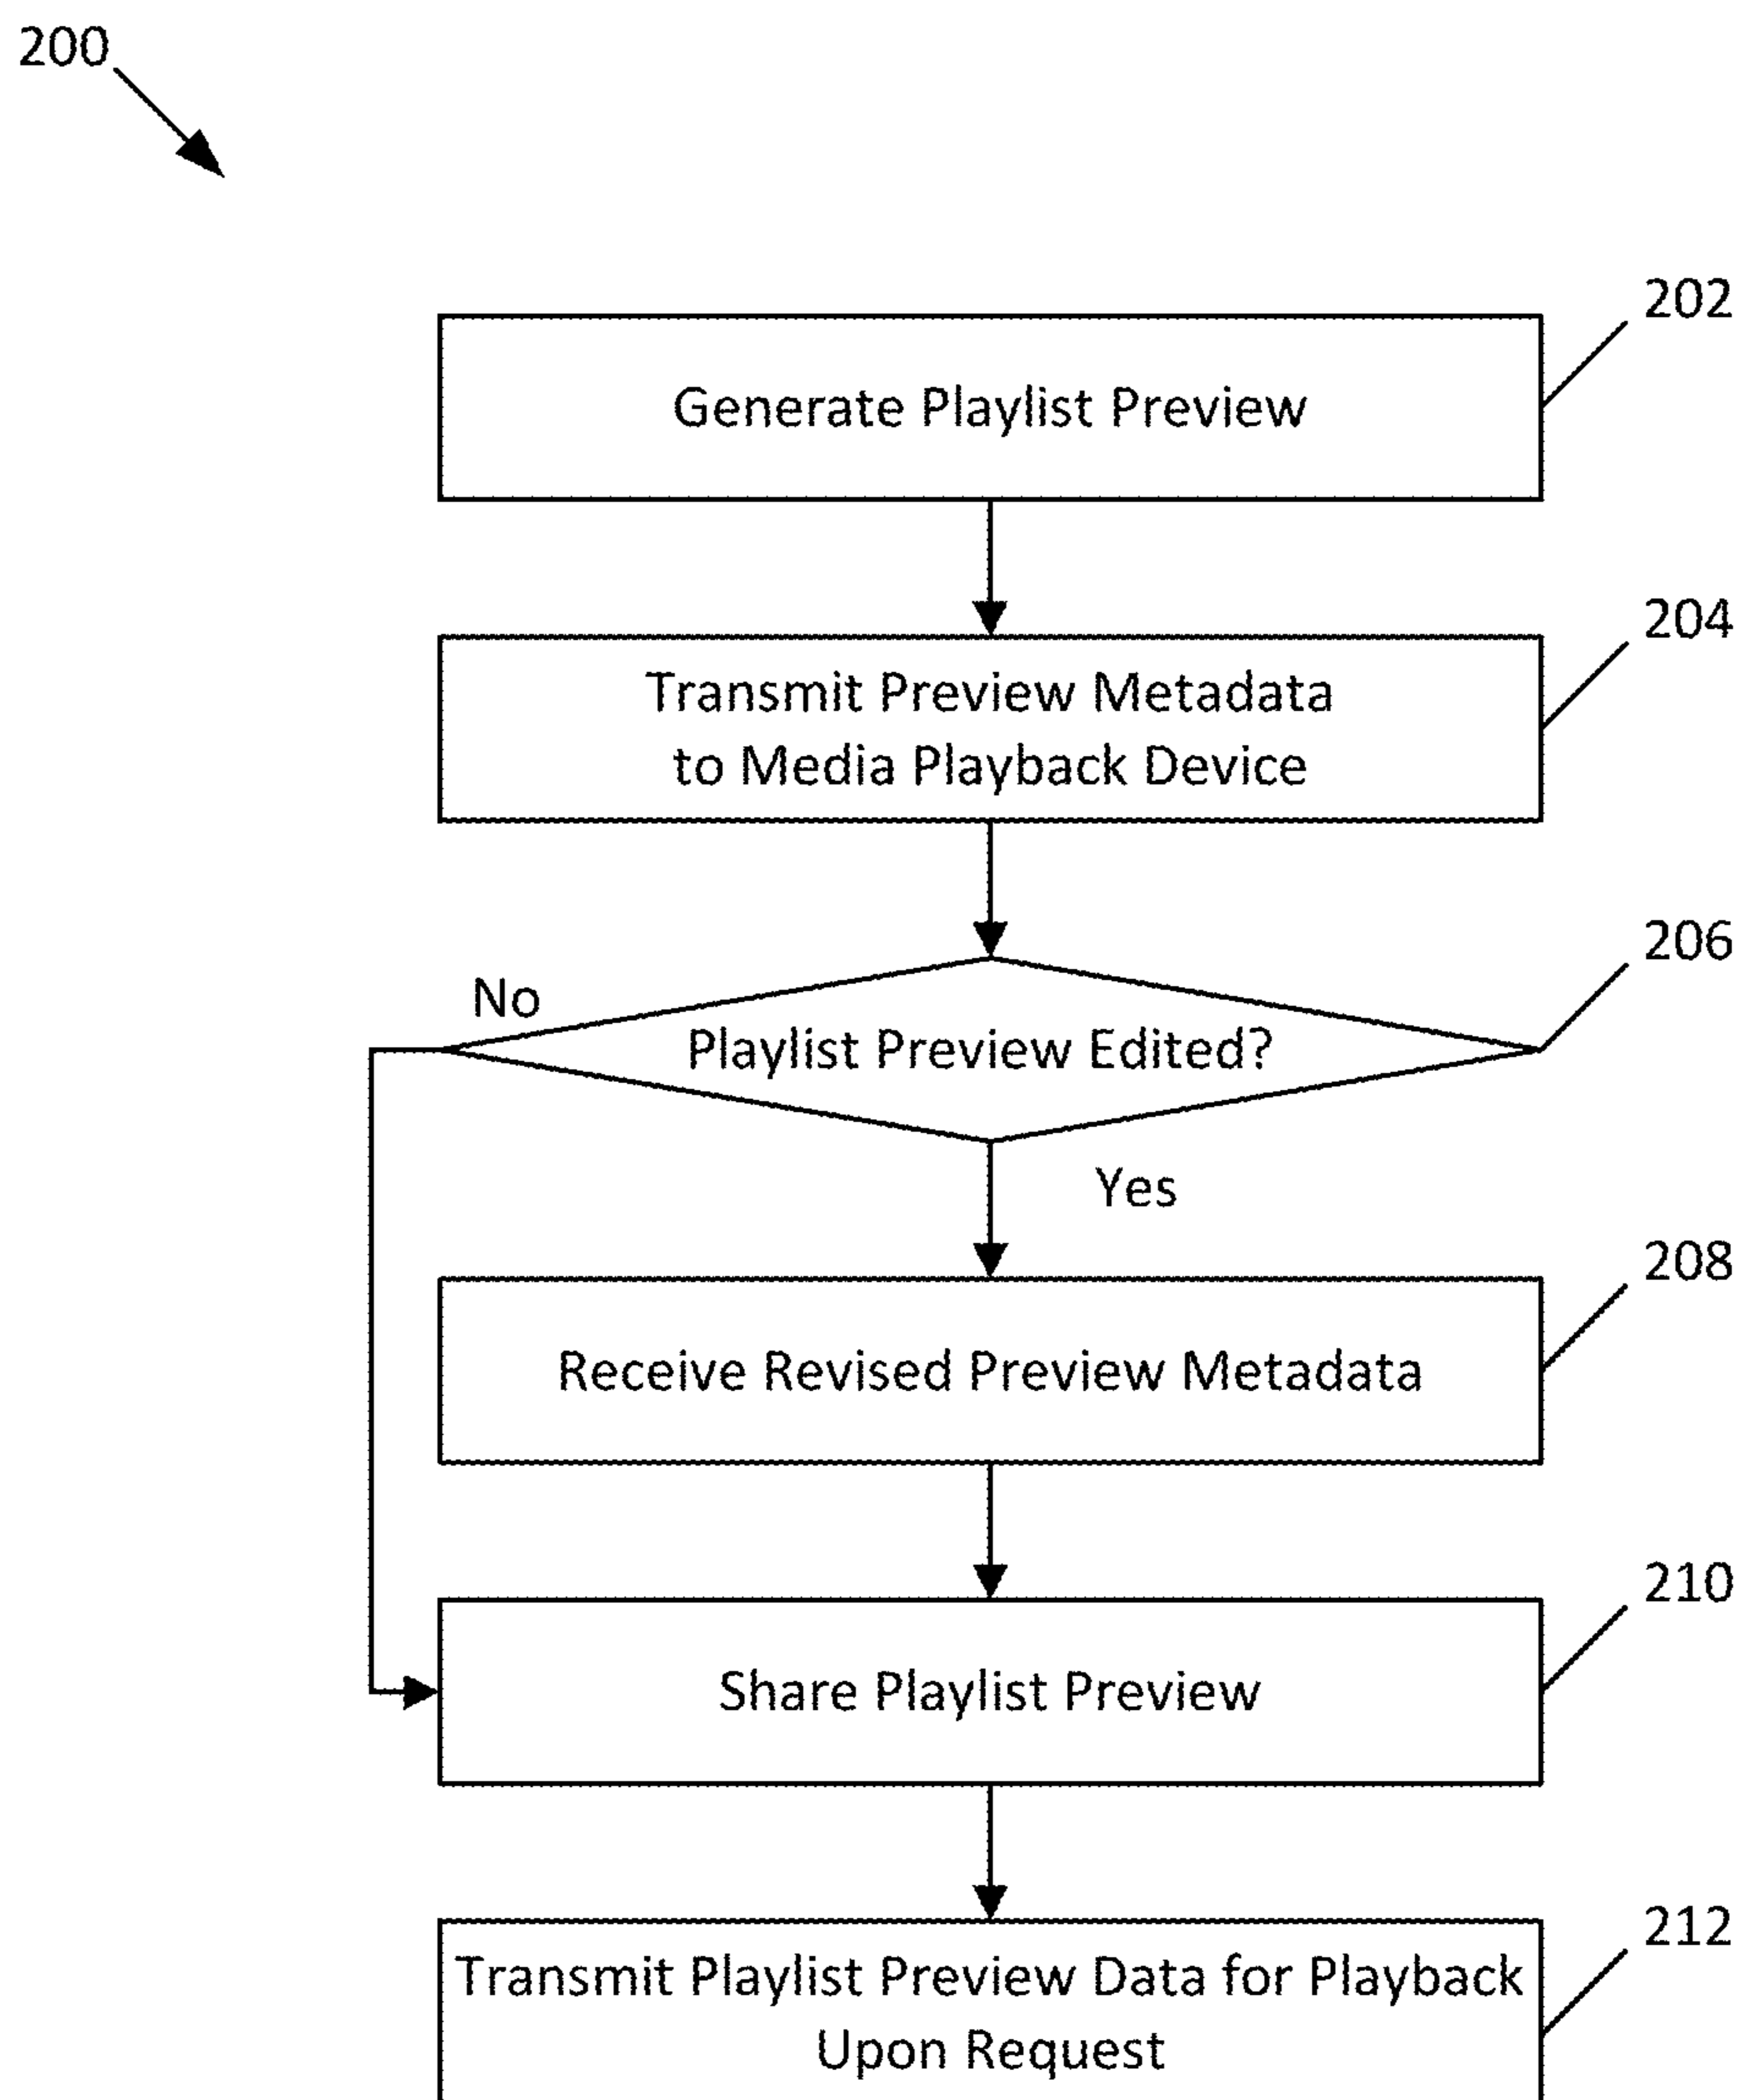 200
202
Generate Playlist Preview
204
Transmit Preview Metadata
to Media Playback Device
206
No
Playlist Preview Edited?
Yes
208
Receive Revised Preview Metadata
210
Share Playlist Preview
212
Transmit Playlist Preview Data for Playback
Upon Request